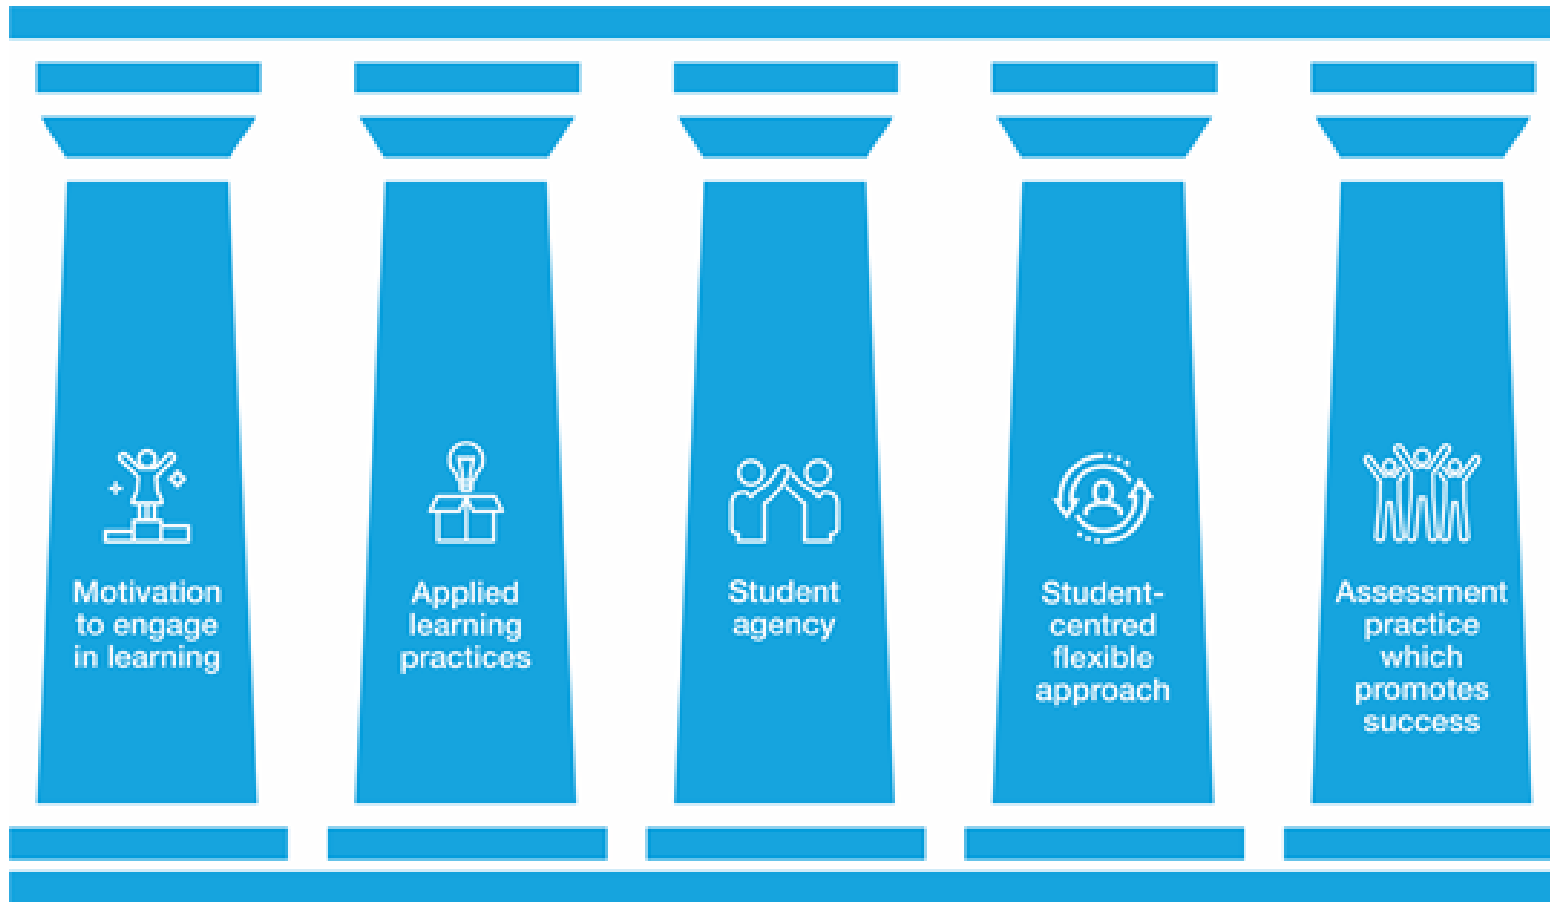 Motivation
to engage
in learning
Applied
learning
practices
Student
agency
Student-
centred
flexible
approach
Assessment
practice
which
promotes
success